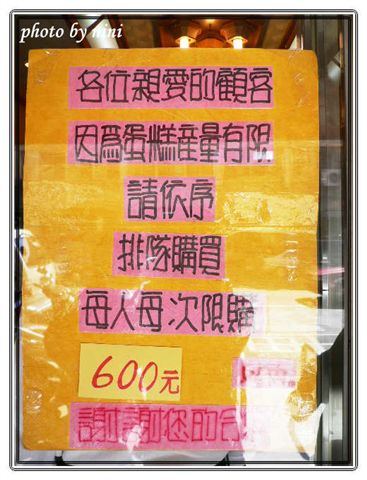 photo by nini
各位親愛的顧客
因為蛋糕產量有限
請依序
排隊購買
每人每次限購
600元
謝謝您的合